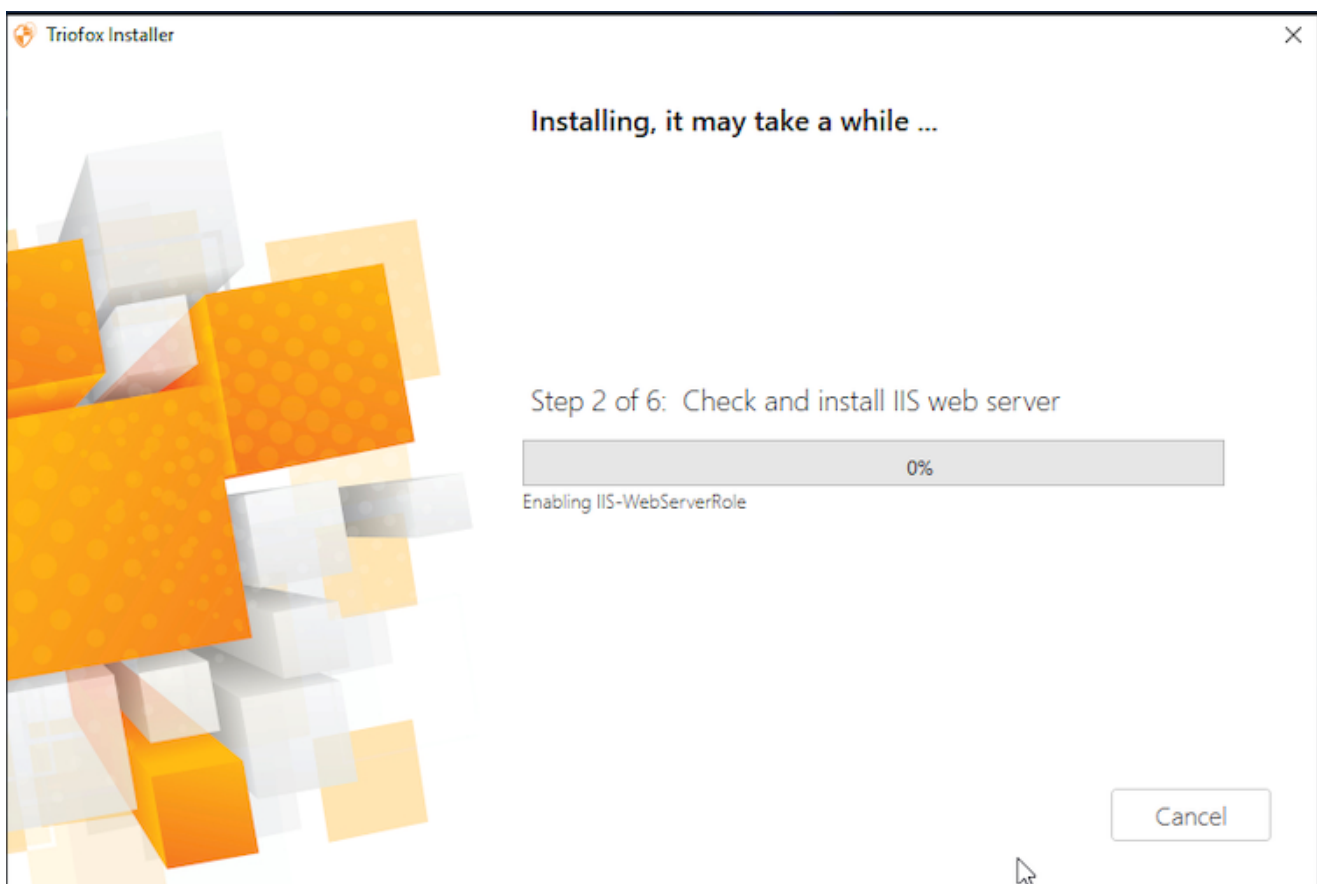 Triofox Installer
Installing, it may take a while ...
Step 2 of 6: Check and install IIS web server
0%
Enabling IIS-WebServerRole
Cancel